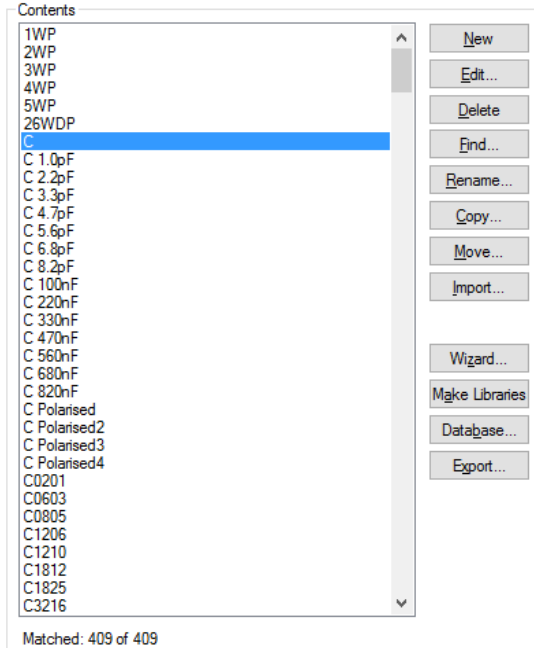 Contents
1WP
2WP
3WP
4WP
5WP
26WDP
C
C 1.0pF
C 2.2pF
C 3.3pF
C 4.7pF
C 5.6pF
C 6.8pF
C 8.2pF
C 100nF
C 220nF
C 330nF
C 470nF
C 560nF
C 680nF
C 820nF
C Polarised
C Polarised2
C Polarised3
C Polarised4
C0201
C0603
C0805
C1206
C1210
C1812
C1825
C3216
Matched: 409 of 409
New
Edit...
Delete
Find...
Rename...
Copy...
Move...
Import...
Wizard...
Make Libraries
Database...
Export...